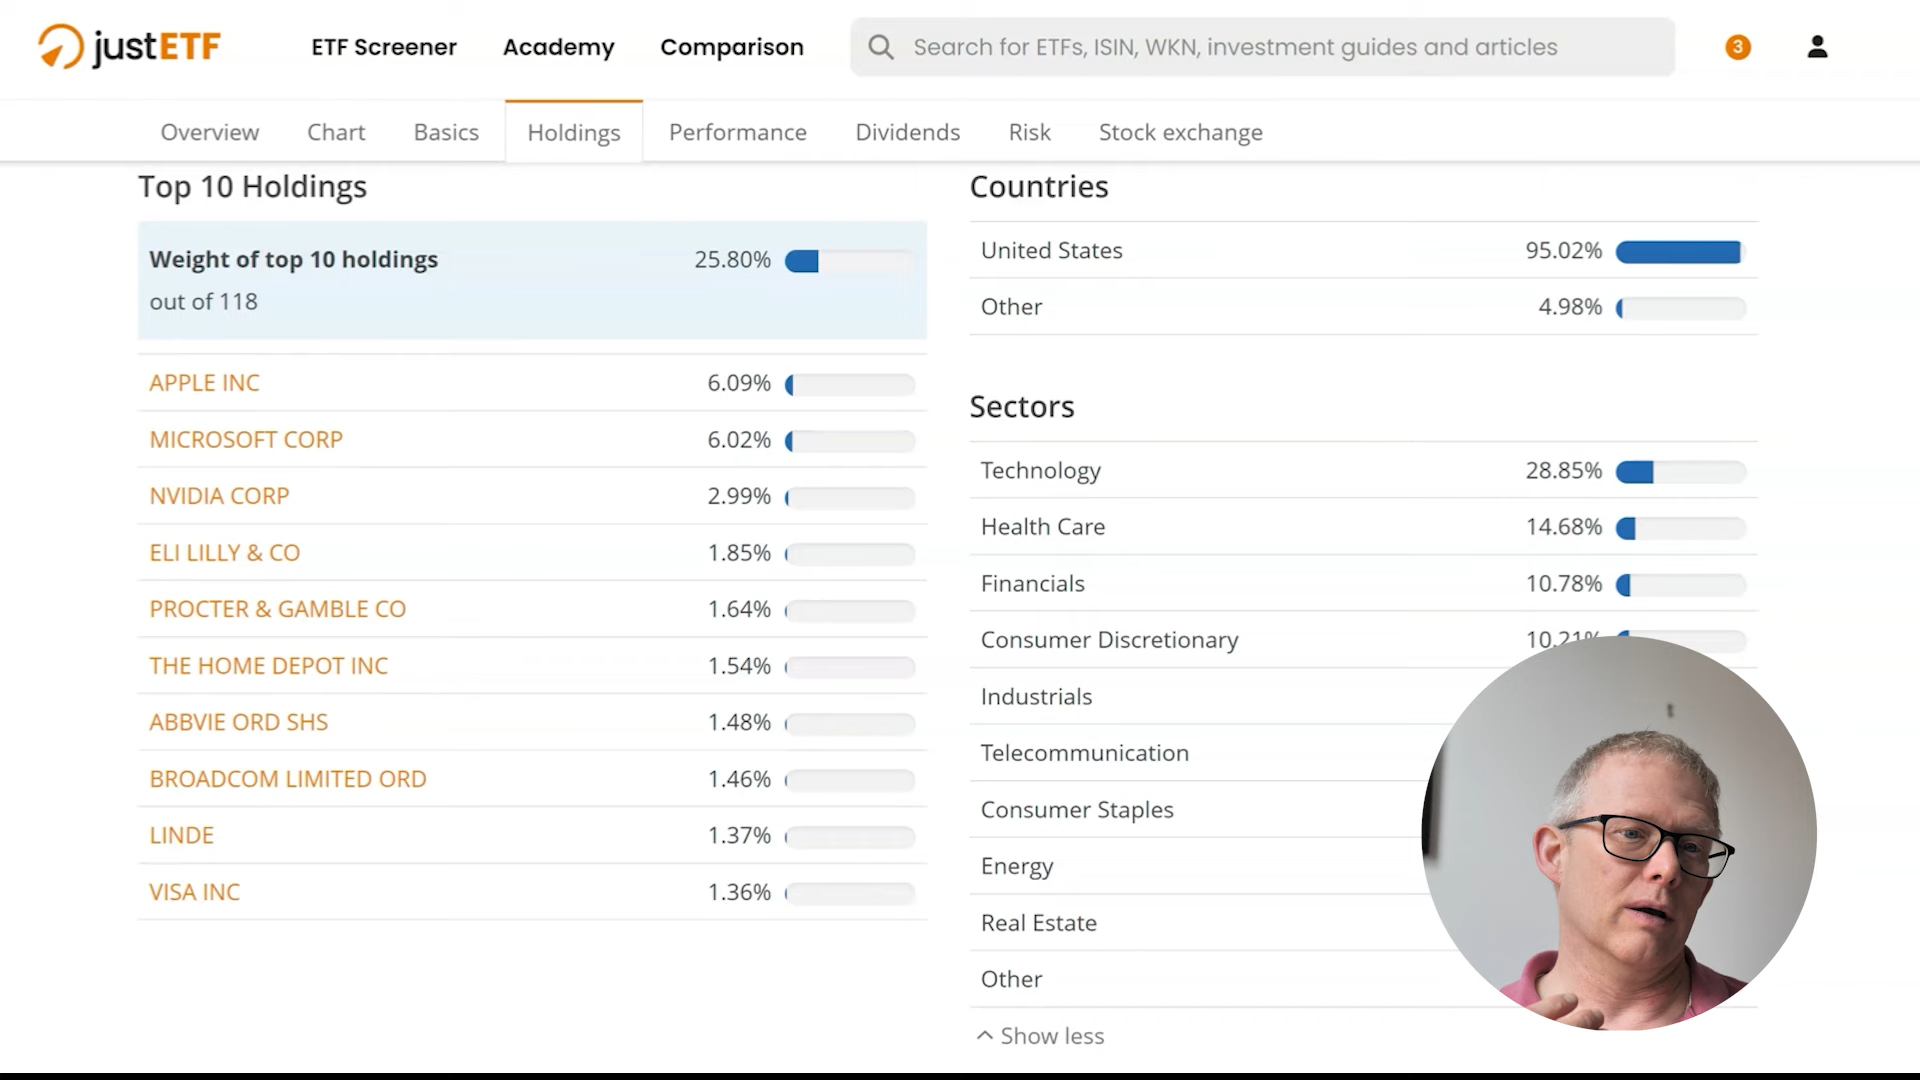 justETF
ETF Screener
Academy
Comparison
Search for ETFs, ISIN, WKN, investment guides and articles
3
Overview
Chart
Basics
Holdings
Performance
Dividends
Risk
Stock exchange
Top 10 Holdings
Weight of top 10 holdings 25.80%
out of 118
APPLE INC 6.09%
MICROSOFT CORP 6.02%
NVIDIA CORP 2.99%
ELI LILLY & CO 1.85%
PROCTER & GAMBLE CO 1.64%
THE HOME DEPOT INC 1.54%
ABBVIE ORD SHS 1.48%
BROADCOM LIMITED ORD 1.46%
LINDE 1.37%
VISA INC 1.36%
Countries
United States 95.02%
Other 4.98%
Sectors
Technology 28.85%
Health Care 14.68%
Financials 10.78%
Consumer Discretionary 10.21%
Industrials
Telecommunication
Consumer Staples
Energy
Real Estate
Other
Show less